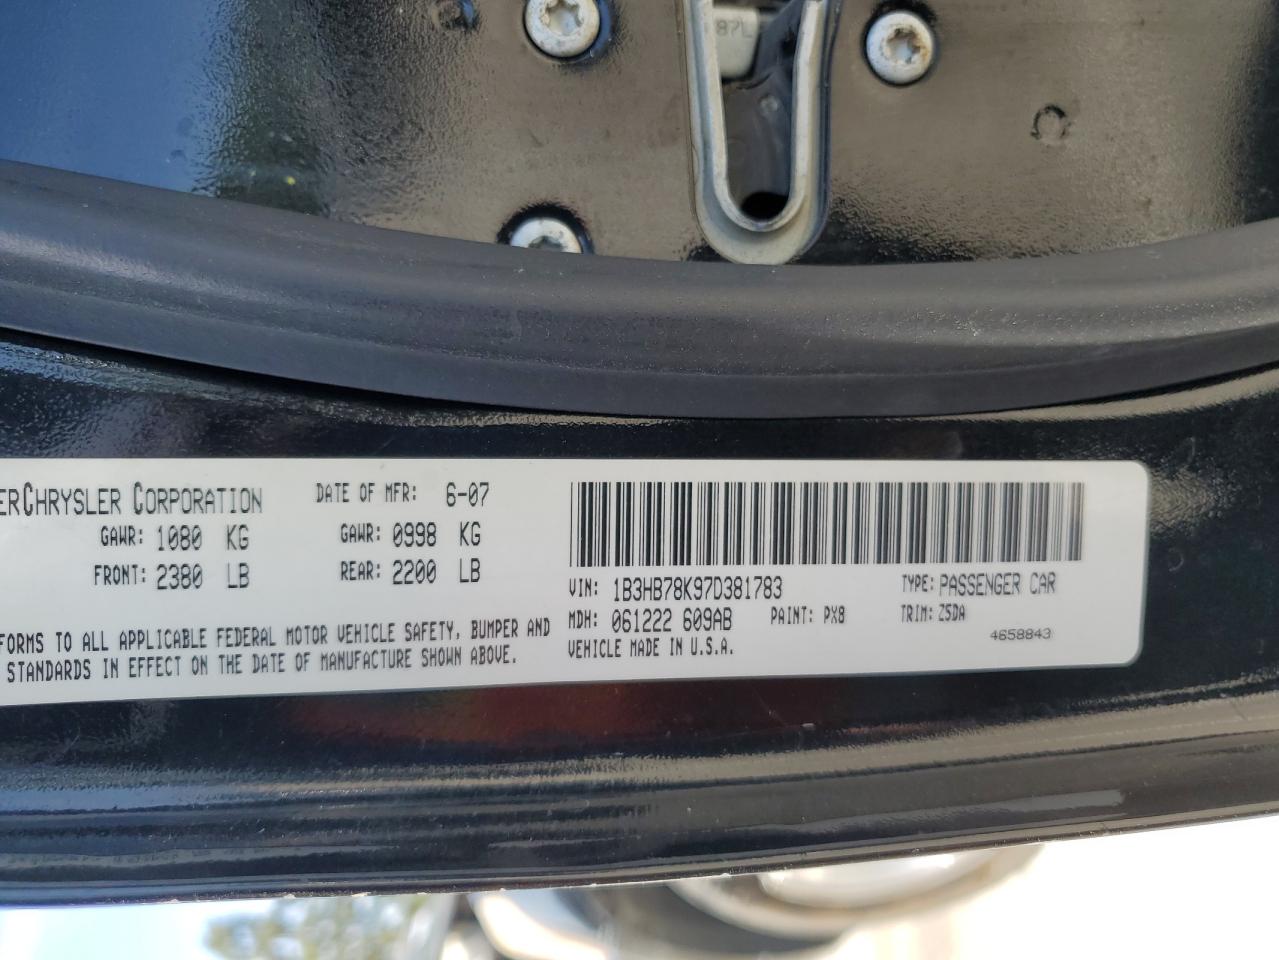 87L
ERCHRYSLER CORPORATION DATE OF MFR: 6-07
GAWR: 1080 KG GAWR: 0998 KG
FRONT: 2380 LB REAR: 2200 LB
FORMS TO ALL APPLICABLE FEDERAL MOTOR VEHICLE SAFETY, BUMPER AND
STANDARDS IN EFFECT ON THE DATE OF MANUFACTURE SHOWN ABOVE.
VIN: 1B3HB78K97D381783 TYPE: PASSENGER CAR
MDH: 061222 609AB PAINT: PX8 TRIM: Z5DA
VEHICLE MADE IN U.S.A. 4658843